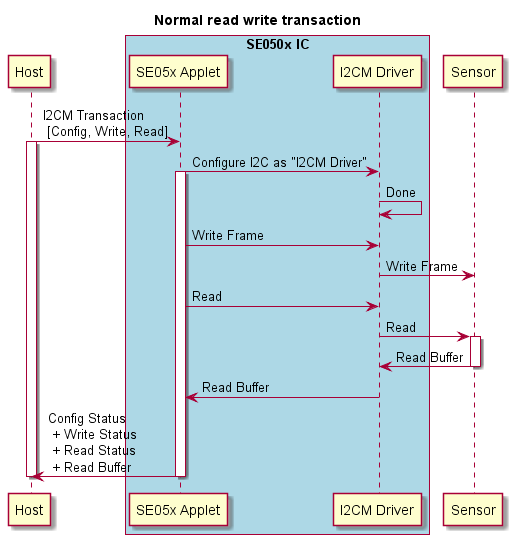 Normal read write transaction
SE050x IC
Host
SE05x Applet
I2CM Driver
Sensor
I2CM Transaction
[Config, Write, Read]
Configure I2C as "I2CM Driver"
Done
Write Frame
Write Frame
Read
Read
Read Buffer
Read Buffer
Config Status
+ Write Status
+ Read Status
+ Read Buffer
Host
SE05x Applet
I2CM Driver
Sensor